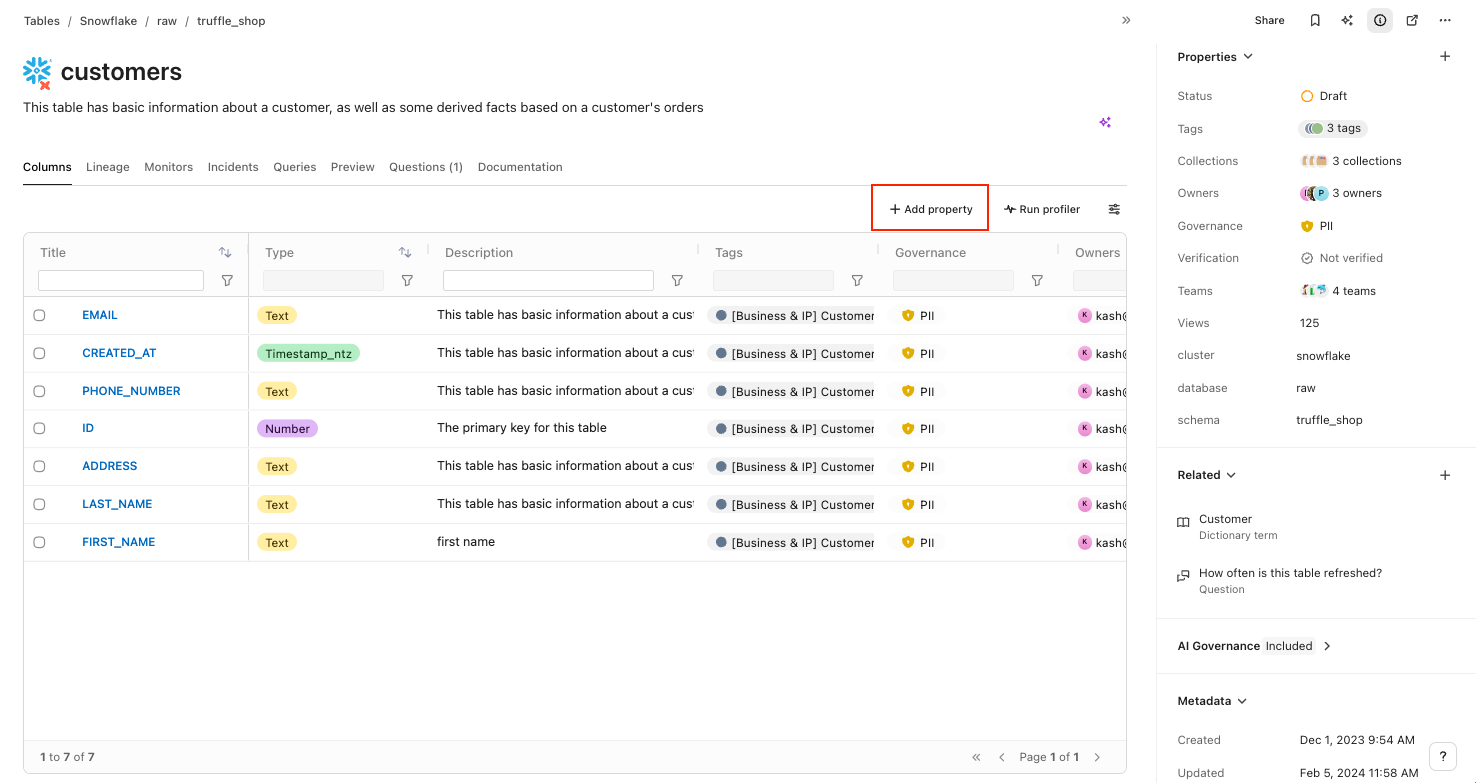 Tables / Snowflake / raw / truffle_shop
Share
customers
This table has basic information about a customer, as well as some derived facts based on a customer's orders
Columns Lineage Monitors Incidents Queries Preview Questions (1) Documentation
+ Add property Run profiler
Title Type Description Tags Governance Owners
EMAIL Text This table has basic information about a cus [Business & IP] Customer PII K kash@
CREATED_AT Timestamp_ntz This table has basic information about a cus [Business & IP] Customer PII K kash@
PHONE_NUMBER Text This table has basic information about a cus [Business & IP] Customer PII K kash@
ID Number The primary key for this table [Business & IP] Customer PII K kash@
ADDRESS Text This table has basic information about a cus [Business & IP] Customer PII K kash@
LAST_NAME Text This table has basic information about a cus [Business & IP] Customer PII K kash@
FIRST_NAME Text first name [Business & IP] Customer PII K kash@
1 to 7 of 7
Page 1 of 1
Properties
Status Draft
Tags 3 tags
Collections 3 collections
Owners P 3 owners
Governance PII
Verification Not verified
Teams 4 teams
Views 125
cluster snowflake
database raw
schema truffle_shop
Related
Customer
Dictionary term
How often is this table refreshed?
Question
AI Governance Included
Metadata
Created Dec 1, 2023 9:54 AM
Updated Feb 5, 2024 11:58 AM
?